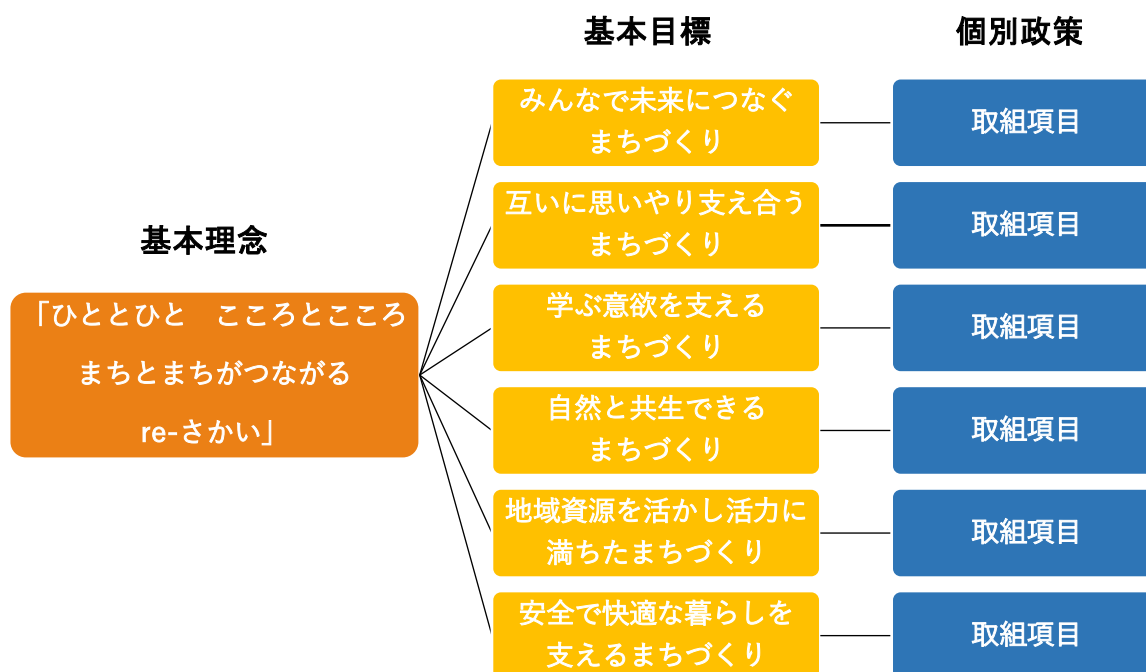 基本目標
個別政策
みんなで未来につなぐ
まちづくり
取組項目
互いに思いやり支え合う
まちづくり
取組項目
基本理念
「ひととひと　こころとこころ
まちとまちがつながる
re-さかい」
学ぶ意欲を支える
まちづくり
取組項目
自然と共生できる
まちづくり
取組項目
地域資源を活かし活力に
満ちたまちづくり
取組項目
安全で快適な暮らしを
支えるまちづくり
取組項目